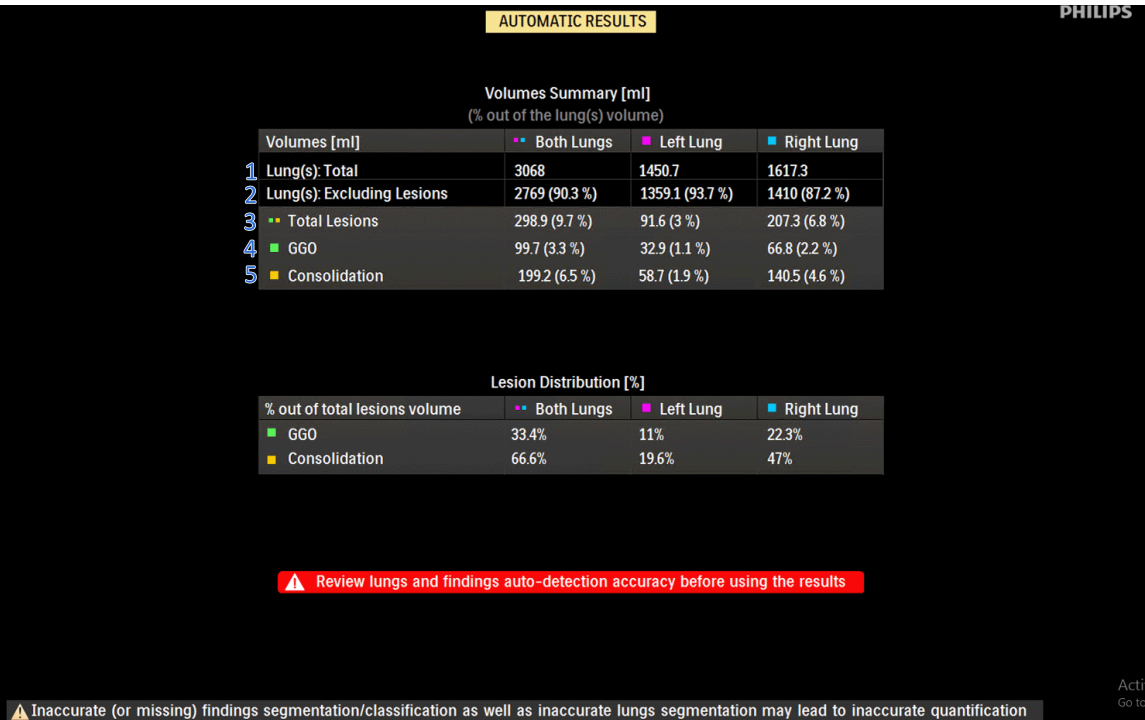 PHILIPS
AUTOMATIC RESULTS
Volumes Summary [ml]
(% out of the lung(s) volume)
Volumes [ml] Both Lungs Left Lung Right Lung
1 Lung(s): Total 3068 1450.7 1617.3
2 Lung(s): Excluding Lesions 2769 (90.3 %) 1359.1 (93.7 %) 1410 (87.2 %)
3 Total Lesions 298.9 (9.7 %) 91.6 (3 %) 207.3 (6.8 %)
4 GGO 99.7 (3.3 %) 32.9 (1.1 %) 66.8 (2.2 %)
5 Consolidation 199.2 (6.5 %) 58.7 (1.9 %) 140.5 (4.6 %)
Lesion Distribution [%]
% out of total lesions volume Both Lungs Left Lung Right Lung
GGO 33.4% 11% 22.3%
Consolidation 66.6% 19.6% 47%
Review lungs and findings auto-detection accuracy before using the results
Acti
Go to
Inaccurate (or missing) findings segmentation/classification as well as inaccurate lungs segmentation may lead to inaccurate quantification